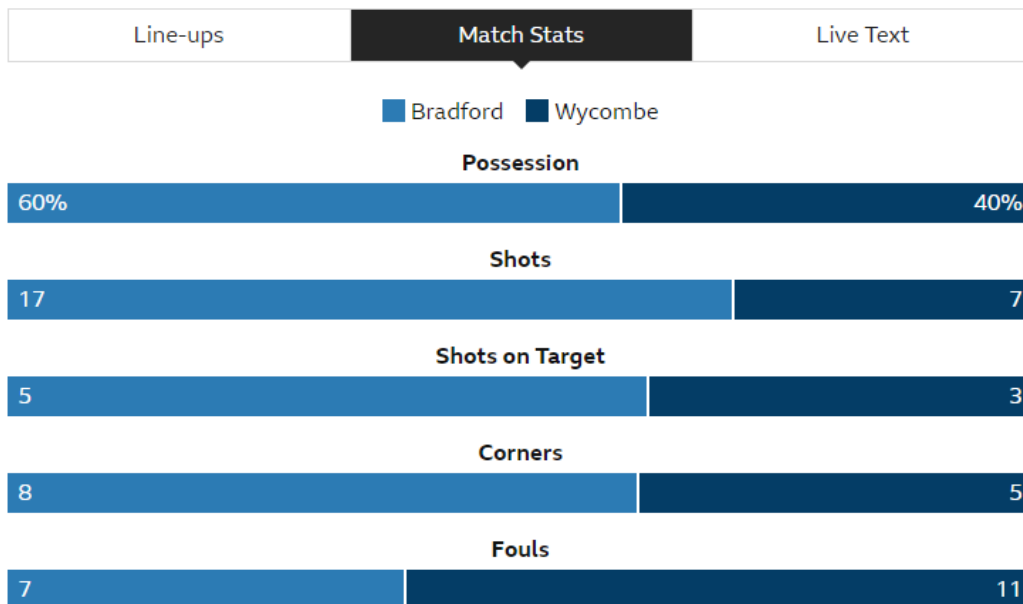 Line-ups Match Stats Live Text
Bradford Wycombe
Possession
60% 40%
Shots
17 7
Shots on Target
5 3
Corners
8 5
Fouls
7 11